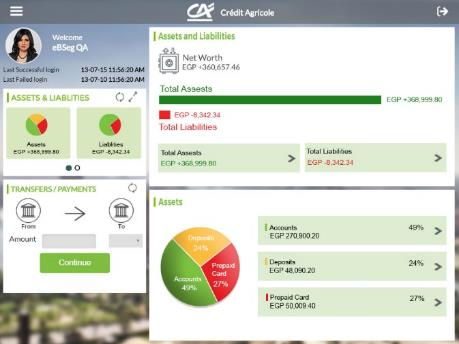 CA Crédit Agricole
Welcome
eBSeg QA
Last Successful login 13-07-15 11:56:20 AM
Last Failed login 13-07-10 11:56:20 AM
ASSETS & LIABLITIES
Assets
EGP +368,999.80
Liablities
EGP -8,342.34
TRANSFERS/PAYMENTS
From
To
Amount
Continue
Assets and Liabilities
Net Worth
EGP +360,657.46
Total Assests
EGP +368,999.80
EGP -8,342.34
Total Liabilities
Total Assests
EGP +368,999.80
Total Liabilities
EGP -8,342.34
Assets
Deposits
24%
Prepaid
Card
27%
Accounts
49%
Accounts 49%
EGP 270,900.20
Deposits 24%
EGP 48,090.20
Prepaid Card 27%
EGP 50,009.40